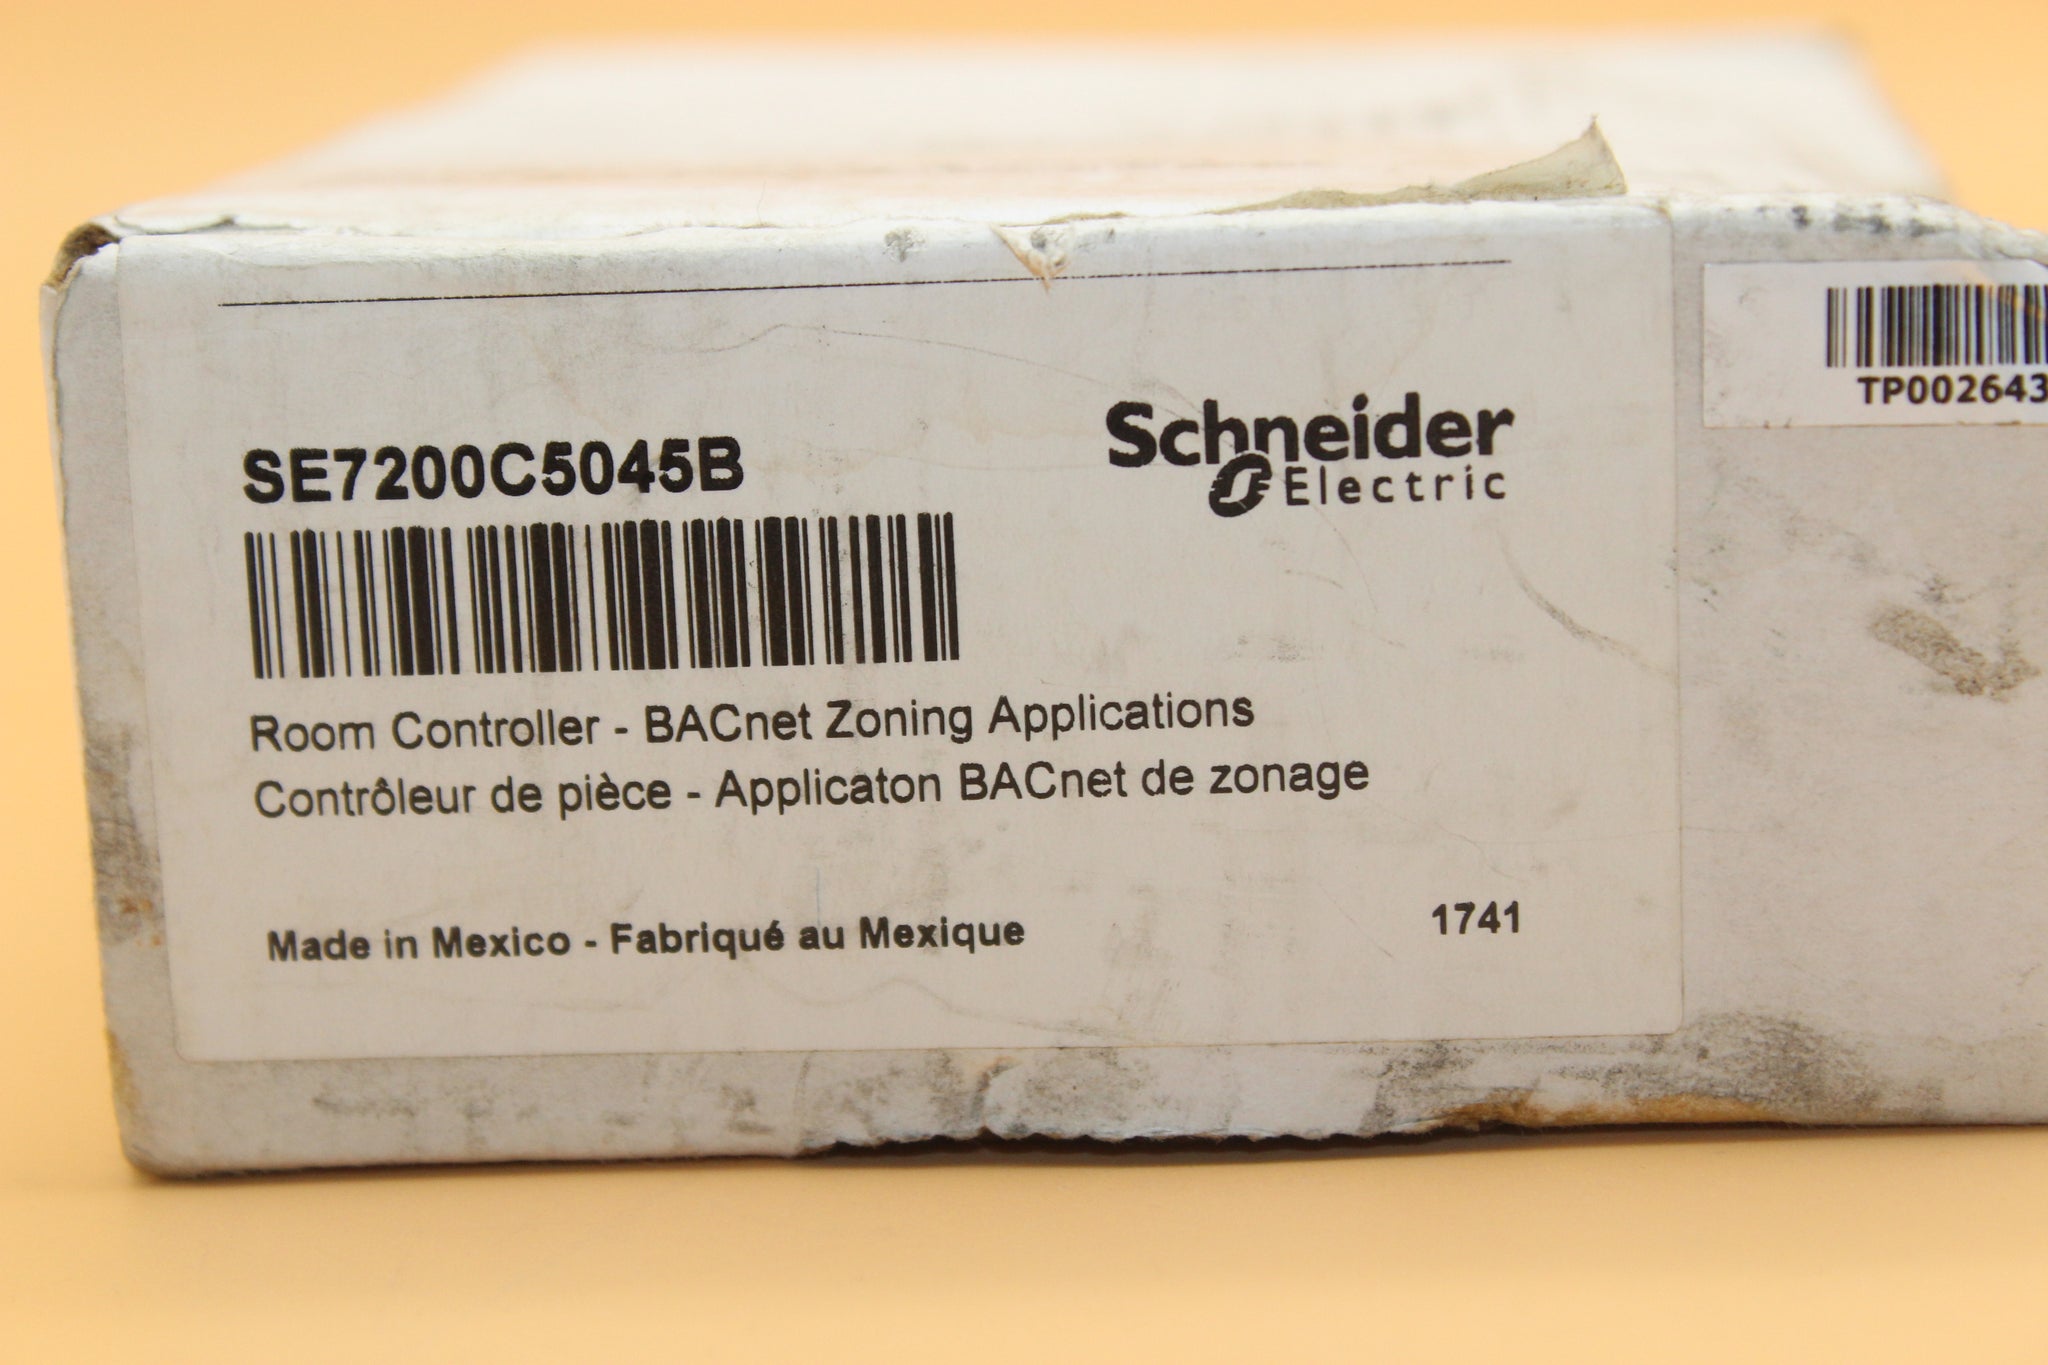 SE7200C5045B
Schneider
Electric
TP002643
Room Controller - BACnet Zoning Applications
Contrôleur de pièce - Applicaton BACnet de zonage
Made in Mexico - Fabriqué au Mexique
1741